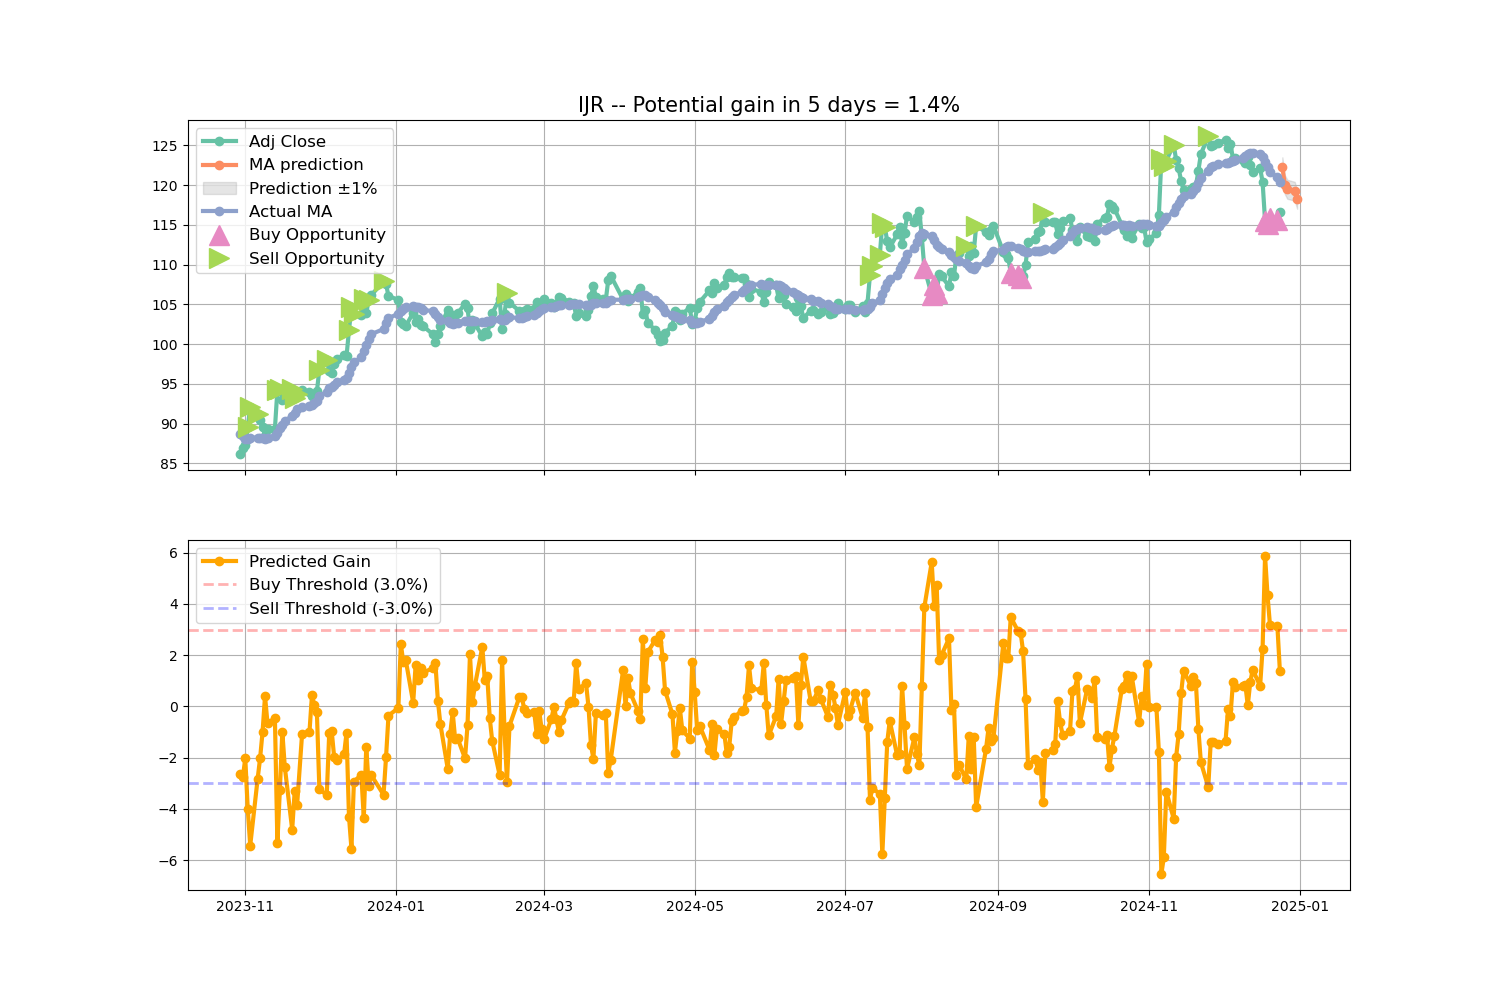 IJR -- Potential gain in 5 days = 1.4%
Adj Close
MA prediction
Prediction ±1%
Actual MA
Buy Opportunity
Sell Opportunity
125
120
115
110
105
100
95
90
85
Predicted Gain
Buy Threshold (3.0%)
Sell Threshold (-3.0%)
6
4
2
0
−2
−4
−6
2023-11
2024-01
2024-03
2024-05
2024-07
2024-09
2024-11
2025-01